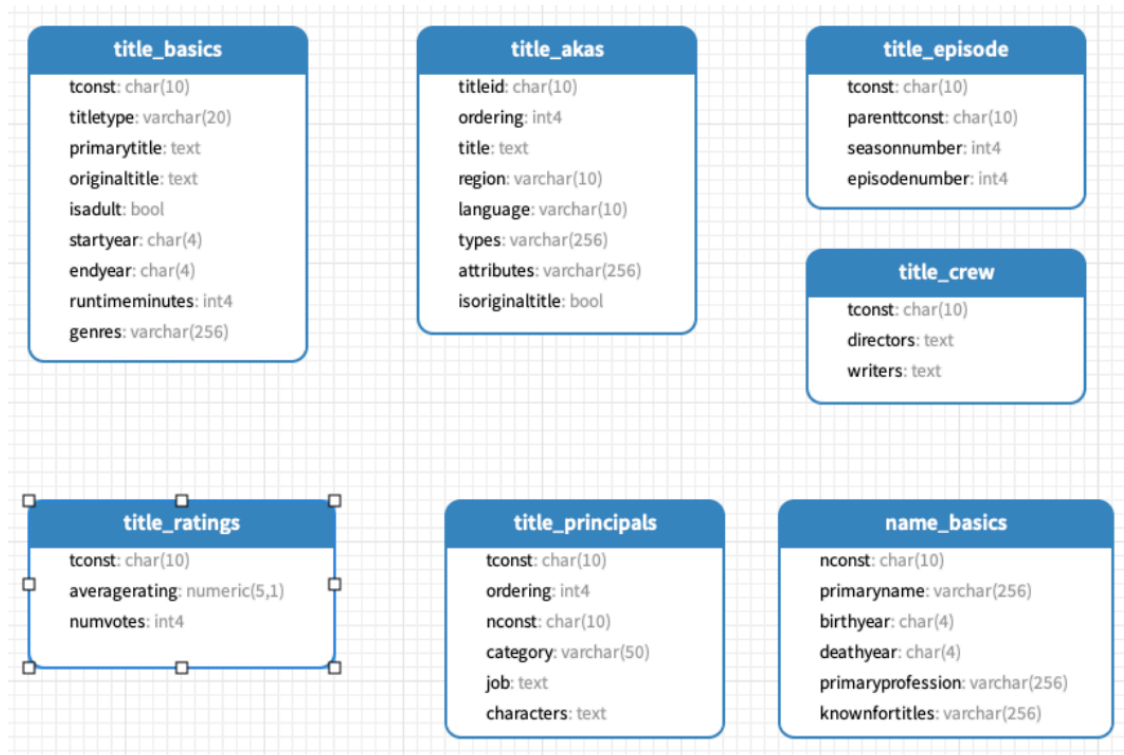 title_basics
tconst: char(10)
titletype: varchar(20)
primarytitle: text
originaltitle: text
isadult: bool
startyear: char(4)
endyear: char(4)
runtimeminutes: int4
genres: varchar(256)
title_akas
titleid: char(10)
ordering: int4
title: text
region: varchar(10)
language: varchar(10)
types: varchar(256)
attributes: varchar(256)
isoriginaltitle: bool
title_episode
tconst: char(10)
parenttconst: char(10)
seasonnumber: int4
episodenumber: int4
title_crew
tconst: char(10)
directors: text
writers: text
title_ratings
tconst: char(10)
averagerating: numeric(5,1)
numvotes: int4
title_principals
tconst: char(10)
ordering: int4
nconst: char(10)
category: varchar(50)
job: text
characters: text
name_basics
nconst: char(10)
primaryname: varchar(256)
birthyear: char(4)
deathyear: char(4)
primaryprofession: varchar(256)
knownfortitles: varchar(256)